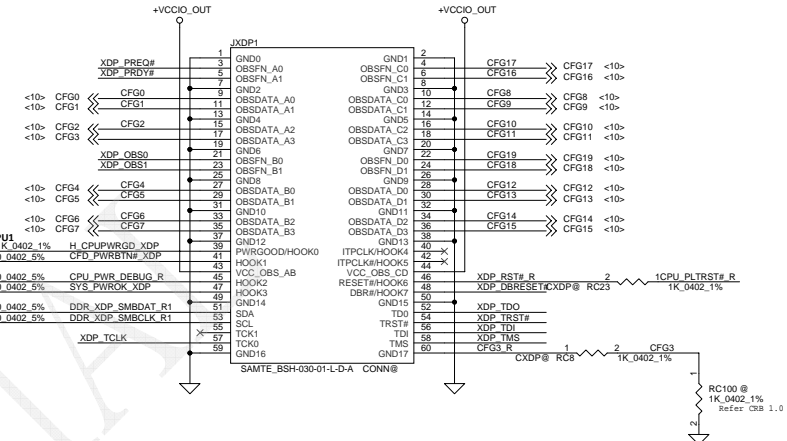 +VCCIO_OUT +VCCIO_OUT
JXDP1
1 GND0 GND1 2
XDP_PREQ# 3 OBSFN_A0 OBSFN_C0 4 CFG17 CFG17 <10>
XDP_PRDY# 5 OBSFN_A1 OBSFN_C1 6 CFG16 CFG16 <10>
7 GND2 GND3 8
<10> CFG0 CFG0 9 OBSDATA_A0 OBSDATA_C0 10 CFG8 CFG8 <10>
<10> CFG1 CFG1 11 OBSDATA_A1 OBSDATA_C1 12 CFG9 CFG9 <10>
13 GND4 GND5 14
<10> CFG2 CFG2 15 OBSDATA_A2 OBSDATA_C2 16 CFG10 CFG10 <10>
<10> CFG3 17 OBSDATA_A3 OBSDATA_C3 18 CFG11 CFG11 <10>
19 GND6 GND7 20
XDP_OBS0 21 OBSFN_B0 OBSFN_D0 22 CFG19 CFG19 <10>
XDP_OBS1 23 OBSFN_B1 OBSFN_D1 24 CFG18 CFG18 <10>
25 GND8 GND9 26
<10> CFG4 CFG4 27 OBSDATA_B0 OBSDATA_D0 28 CFG12 CFG12 <10>
<10> CFG5 CFG5 29 OBSDATA_B1 OBSDATA_D1 30 CFG13 CFG13 <10>
31 GND10 GND11 32
<10> CFG6 CFG6 33 OBSDATA_B2 OBSDATA_D2 34 CFG14 CFG14 <10>
<10> CFG7 CFG7 35 OBSDATA_B3 OBSDATA_D3 36 CFG15 CFG15 <10>
PU1 37 GND12 GND13 38
K_0402_1% H_CPUPWRGD_XDP 39 PWRGOOD/HOOK0 ITPCLK/HOOK4 40
0_0402_5% CFD_PWRBTN#_XDP 41 HOOK1 ITPCLK#/HOOK5 42
43 VCC_OBS_AB VCC_OBS_CD 44
0_0402_5% CPU_PWR_DEBUG_R 45 HOOK2 RESET#/HOOK6 46 XDP_RST#_R 2 1 CPU_PLTRST#_R
0_0402_5% SYS_PWROK_XDP 47 HOOK3 DBR#/HOOK7 48 XDP_DBRESET# CXDP@ RC23 1K_0402_1%
49 GND14 GND15 50
0_0402_5% DDR_XDP_SMBDAT_R1 51 SDA TD0 52 XDP_TDO
0_0402_5% DDR_XDP_SMBCLK_R1 53 SCL TRST# 54 XDP_TRST#
55 TCK1 TDI 56 XDP_TDI
XDP_TCLK 57 TCK0 TMS 58 XDP_TMS
59 GND16 GND17 60 CFG3_R 1 2 CFG3
CXDP@ RC8 1K_0402_1%
SAMTE_BSH-030-01-L-D-A CONN@
1
RC100 @
1K_0402_1%
Refer CRB 1.0
2